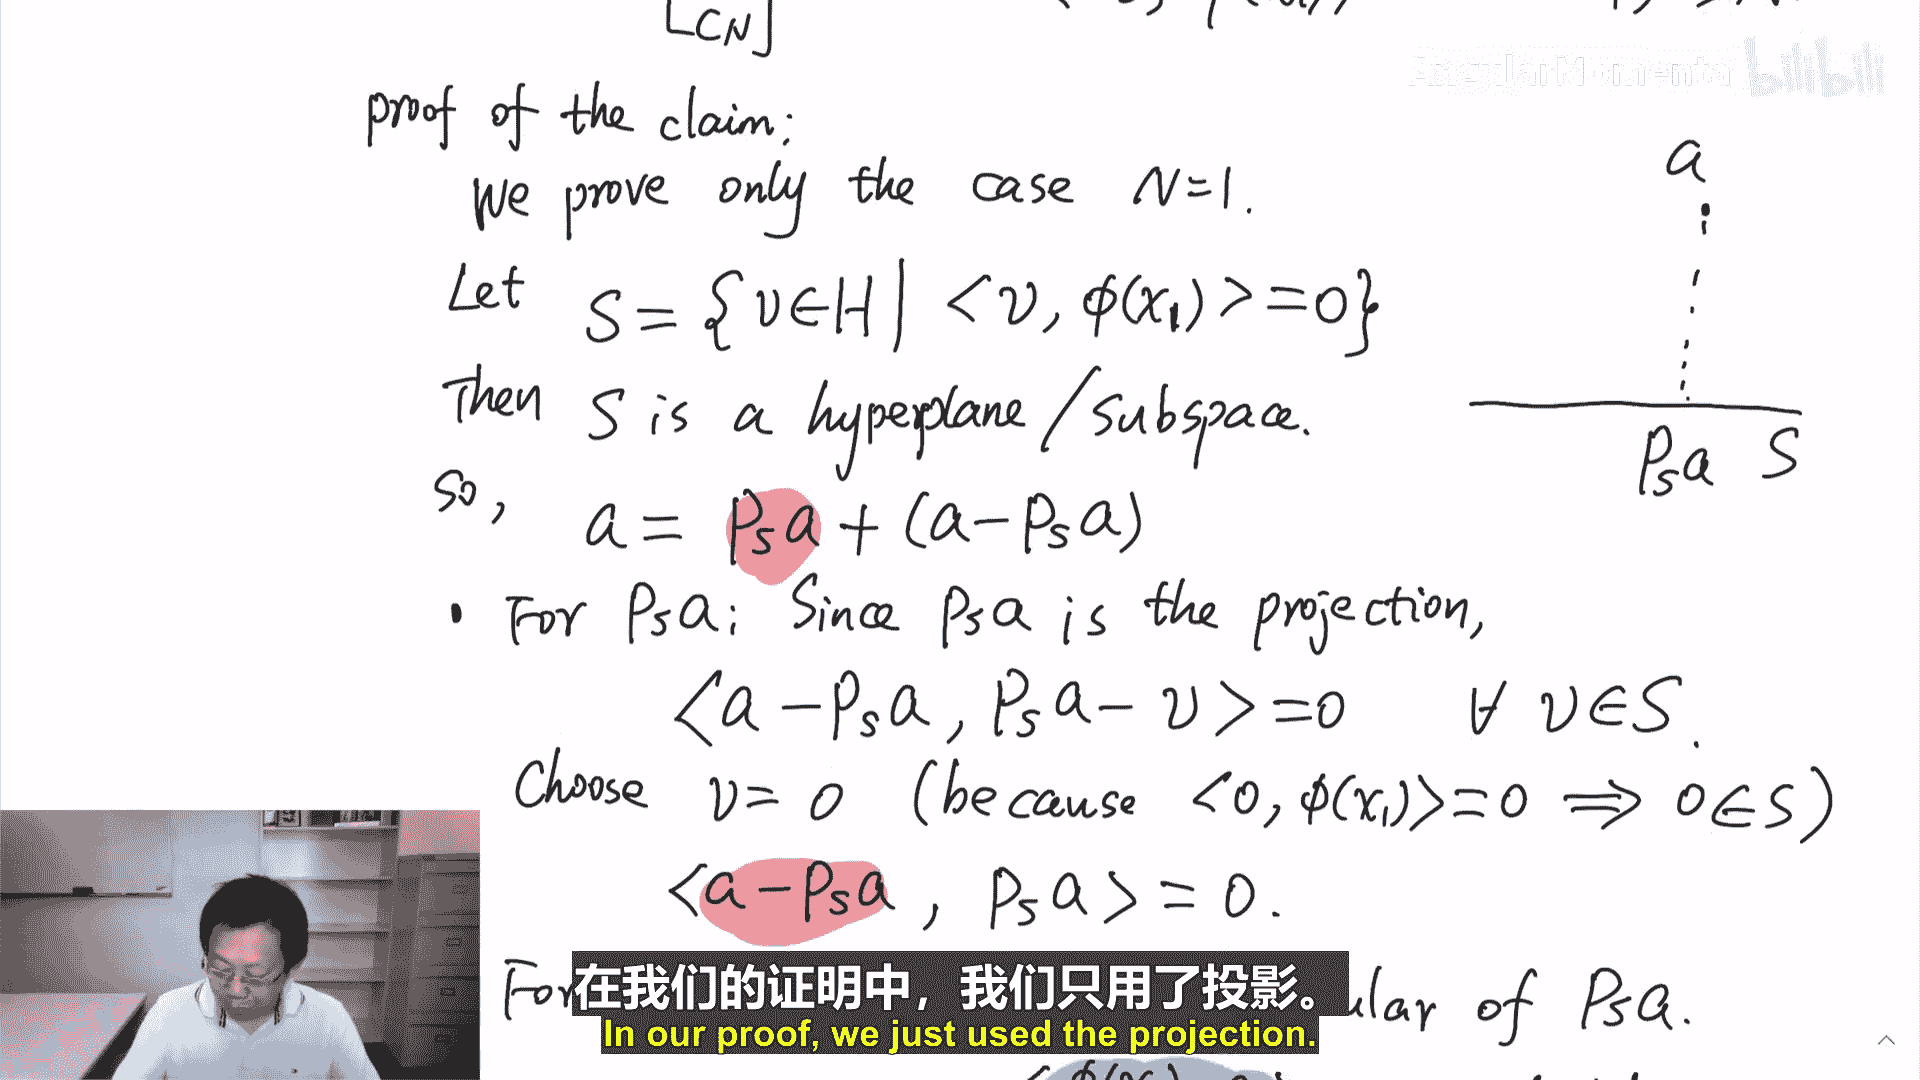 [CN]
proof of the claim:
We prove only the case N=1.
Let S = {v∈H | <v, ϕ(x₁)>=0}
Then S is a hyperplane/subspace.
So, a = Psa + (a-Psa)
a
Psa S
• For Psa: Since Psa is the projection,
<a-Psa, Psa-v>=0 ∀ v∈S.
Choose v=0 (because <0, ϕ(x₁)>=0 ⇒ 0∈S)
<a-Psa, Psa> = 0.
For
ular of Psa.
在我们的证明中，我们只用了投影。
In our proof, we just used the projection.
bilibili